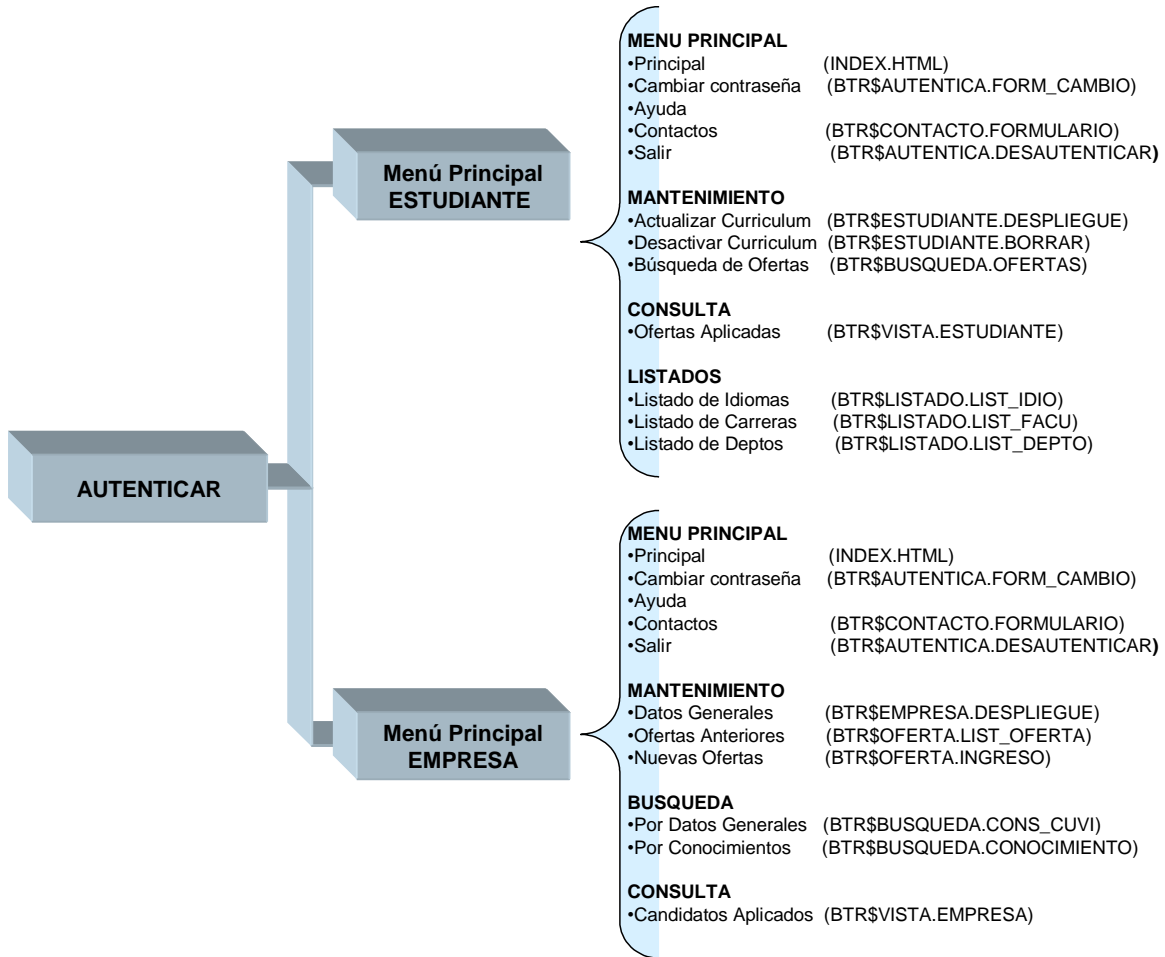 AUTENTICAR
Menú Principal
ESTUDIANTE
MENU PRINCIPAL
•Principal (INDEX.HTML)
•Cambiar contraseña (BTR$AUTENTICA.FORM_CAMBIO)
•Ayuda
•Contactos (BTR$CONTACTO.FORMULARIO)
•Salir (BTR$AUTENTICA.DESAUTENTICAR)
MANTENIMIENTO
•Actualizar Curriculum (BTR$ESTUDIANTE.DESPLIEGUE)
•Desactivar Curriculum (BTR$ESTUDIANTE.BORRAR)
•Búsqueda de Ofertas (BTR$BUSQUEDA.OFERTAS)
CONSULTA
•Ofertas Aplicadas (BTR$VISTA.ESTUDIANTE)
LISTADOS
•Listado de Idiomas (BTR$LISTADO.LIST_IDIO)
•Listado de Carreras (BTR$LISTADO.LIST_FACU)
•Listado de Deptos (BTR$LISTADO.LIST_DEPTO)
Menú Principal
EMPRESA
MENU PRINCIPAL
•Principal (INDEX.HTML)
•Cambiar contraseña (BTR$AUTENTICA.FORM_CAMBIO)
•Ayuda
•Contactos (BTR$CONTACTO.FORMULARIO)
•Salir (BTR$AUTENTICA.DESAUTENTICAR)
MANTENIMIENTO
•Datos Generales (BTR$EMPRESA.DESPLIEGUE)
•Ofertas Anteriores (BTR$OFERTA.LIST_OFERTA)
•Nuevas Ofertas (BTR$OFERTA.INGRESO)
BUSQUEDA
•Por Datos Generales (BTR$BUSQUEDA.CONS_CUVI)
•Por Conocimientos (BTR$BUSQUEDA.CONOCIMIENTO)
CONSULTA
•Candidatos Aplicados (BTR$VISTA.EMPRESA)